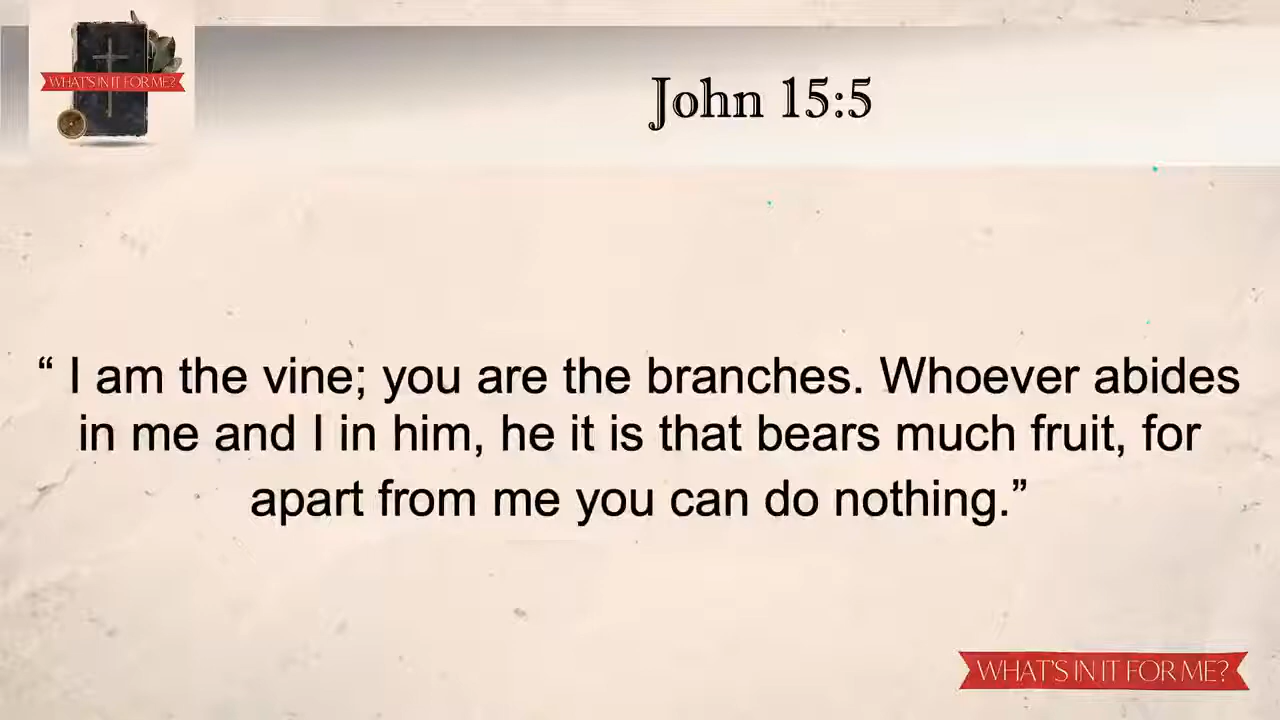 WHAT'S IN IT FOR ME?
John 15:5
“ I am the vine; you are the branches. Whoever abides
in me and I in him, he it is that bears much fruit, for
apart from me you can do nothing.”
WHAT'S IN IT FOR ME?